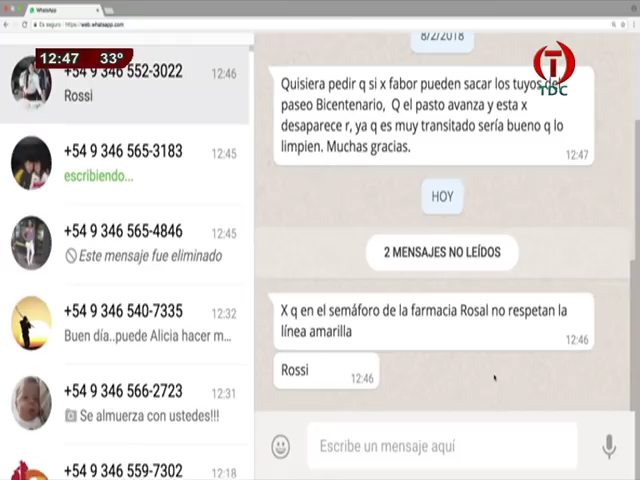 WhatsApp
Es seguro
https://web.whatsapp.com
12:47 33º
TDC
+54 9 346 552-3022 12:46
Rossi
+54 9 346 565-3183 12:45
escribiendo...
+54 9 346 565-4846 12:45
Este mensaje fue eliminado
+54 9 346 540-7335 12:32
Buen día..puede Alicia hacer m...
+54 9 346 566-2723 12:31
Se almuerza con ustedes!!!
+54 9 346 559-7302 12:18
8/2/2018
Quisiera pedir q si x fabor pueden sacar los tuyos del
paseo Bicentenario, Q el pasto avanza y esta x
desaparece r, ya q es muy transitado sería bueno q lo
limpien. Muchas gracias.
12:47
HOY
2 MENSAJES NO LEÍDOS
X q en el semáforo de la farmacia Rosal no respetan la
línea amarilla
12:46
Rossi
12:46
Escribe un mensaje aquí